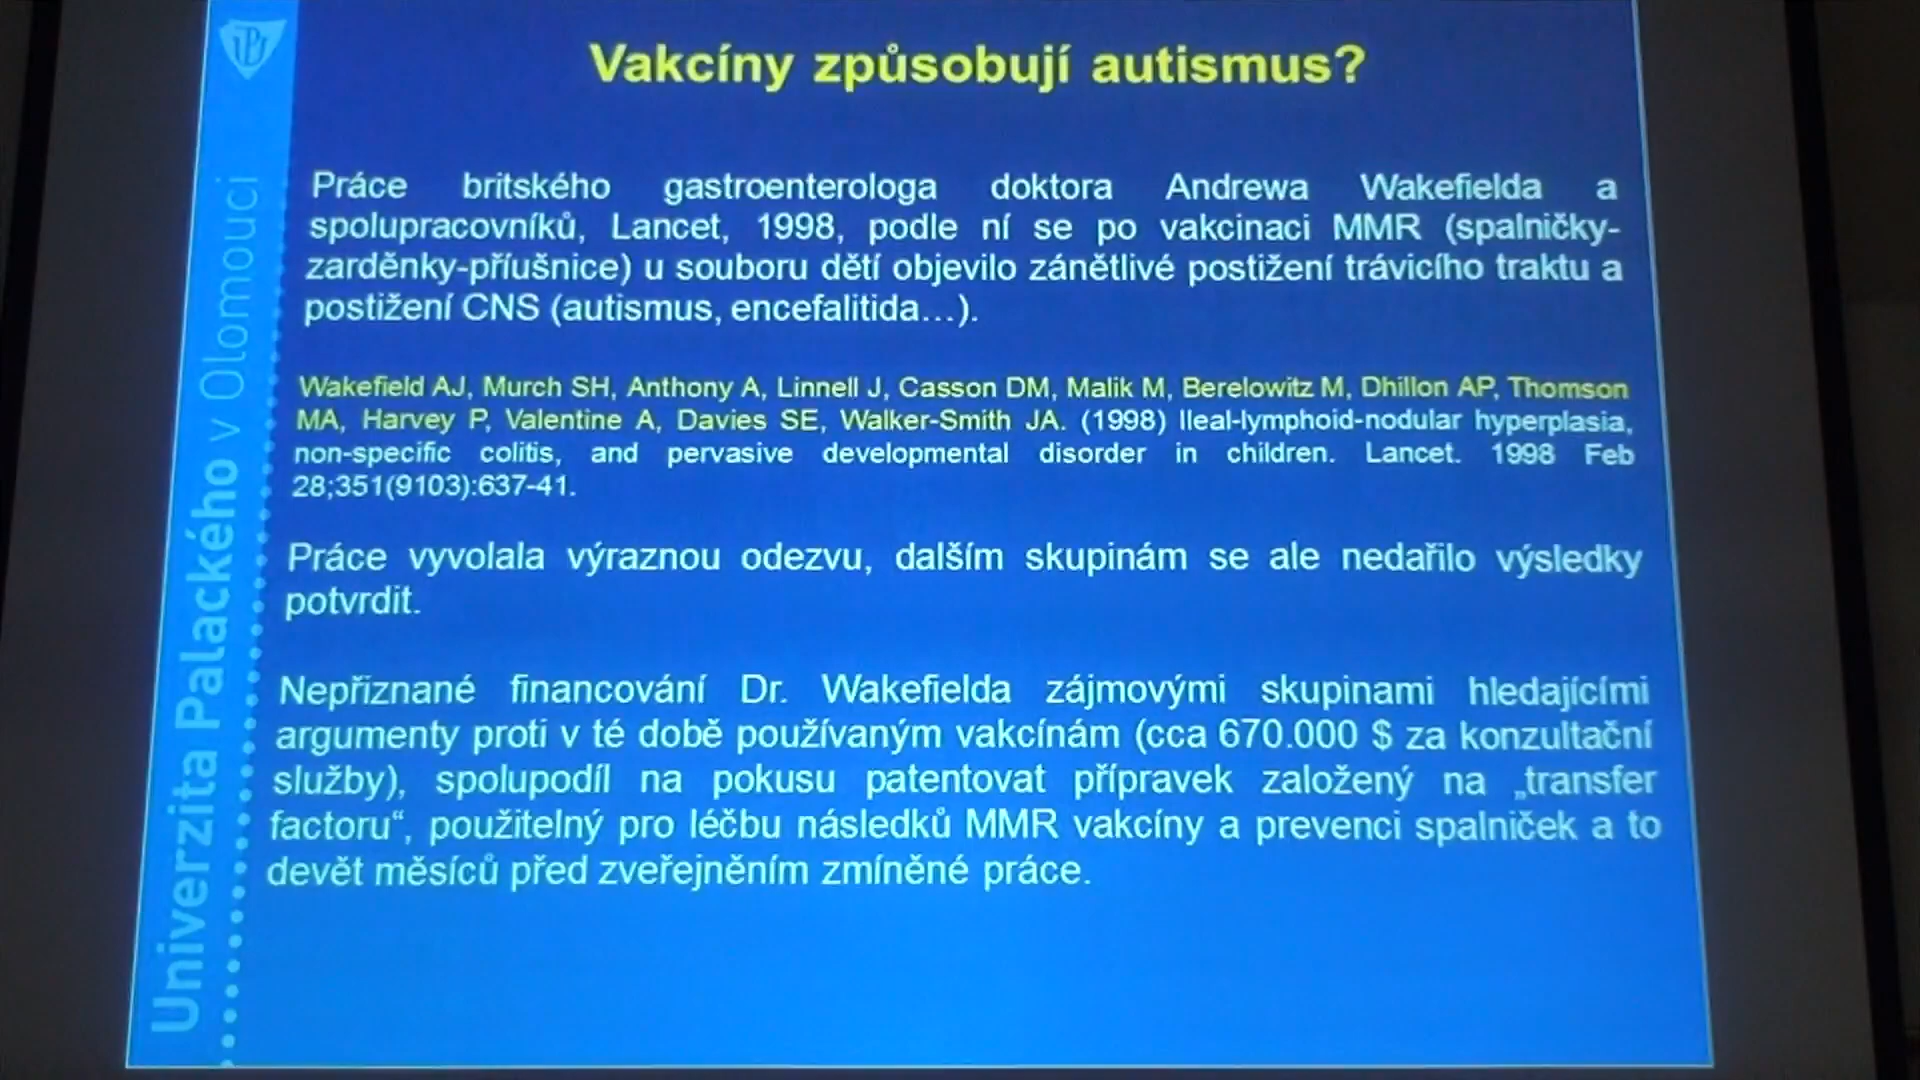 Vakcíny způsobují autismus?
Práce britského gastroenterologa doktora Andrewa Wakefielda a
spolupracovníků, Lancet, 1998, podle ní se po vakcinaci MMR (spalničky-
zarděnky-příušnice) u souboru dětí objevilo zánětlivé postižení trávicího traktu a
postižení CNS (autismus, encefalitida…).
Wakefield AJ, Murch SH, Anthony A, Linnell J, Casson DM, Malik M, Berelowitz M, Dhillon AP, Thomson
MA, Harvey P, Valentine A, Davies SE, Walker-Smith JA. (1998) Ileal-lymphoid-nodular hyperplasia,
non-specific colitis, and pervasive developmental disorder in children. Lancet. 1998 Feb
28;351(9103):637-41.
Práce vyvolala výraznou odezvu, dalším skupinám se ale nedařilo výsledky
potvrdit.
Nepřiznané financování Dr. Wakefielda zájmovými skupinami hledajícími
argumenty proti v té době používaným vakcínám (cca 670.000 $ za konzultační
služby), spolupodíl na pokusu patentovat přípravek založený na „transfer
factoru“, použitelný pro léčbu následků MMR vakcíny a prevenci spalniček a to
devět měsíců před zveřejněním zmíněné práce.
Univerzita Palackého v Olomouci